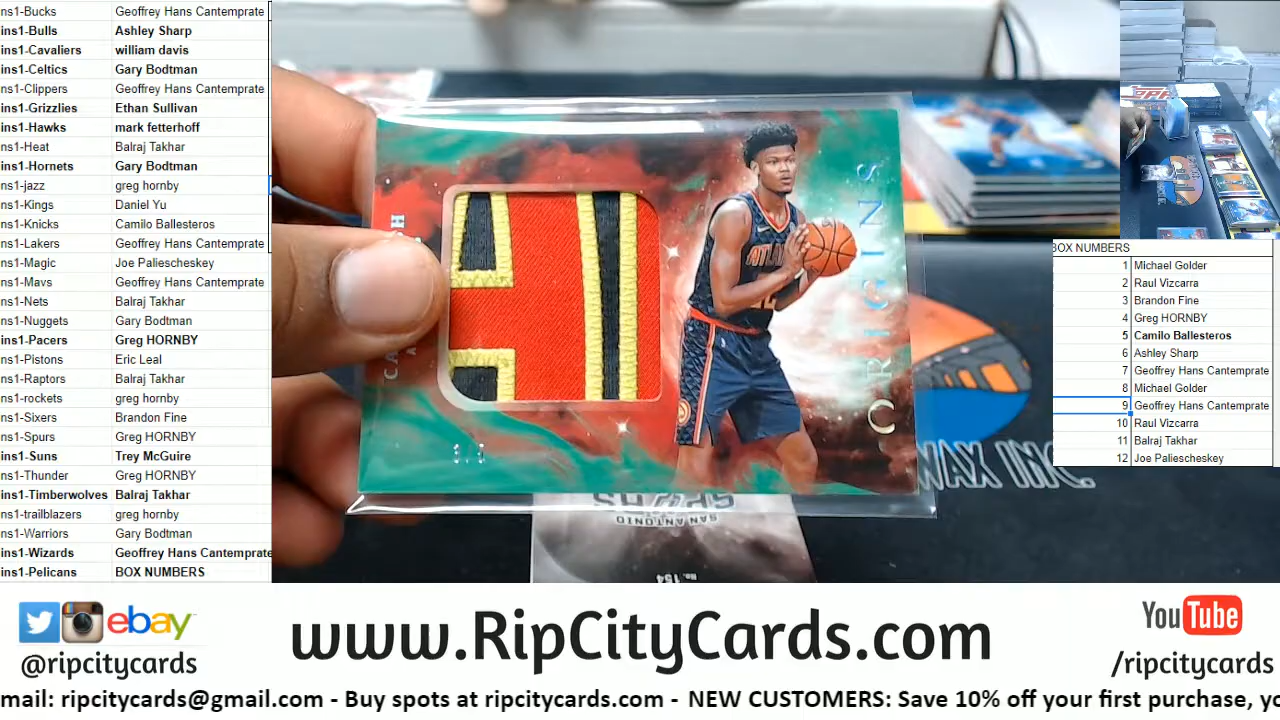 ns1-Bucks Geoffrey Hans Cantemprate
ins1-Bulls Ashley Sharp
ins1-Cavaliers william davis
ins1-Celtics Gary Bodtman
ns1-Clippers Geoffrey Hans Cantemprate
ins1-Grizzlies Ethan Sullivan
ins1-Hawks mark fetterhoff
ns1-Heat Balraj Takhar
ins1-Hornets Gary Bodtman
ns1-jazz greg hornby
ns1-Kings Daniel Yu
ns1-Knicks Camilo Ballesteros
ns1-Lakers Geoffrey Hans Cantemprate
ns1-Magic Joe Paliescheskey
ns1-Mavs Geoffrey Hans Cantemprate
ns1-Nets Balraj Takhar
ns1-Nuggets Gary Bodtman
ins1-Pacers Greg HORNBY
ns1-Pistons Eric Leal
ns1-Raptors Balraj Takhar
ns1-rockets greg hornby
ns1-Sixers Brandon Fine
ns1-Spurs Greg HORNBY
ins1-Suns Trey McGuire
ns1-Thunder Greg HORNBY
ins1-Timberwolves Balraj Takhar
ns1-trailblazers greg hornby
ns1-Warriors Gary Bodtman
ins1-Wizards Geoffrey Hans Cantemprate
ins1-Pelicans BOX NUMBERS
ORIGINS
1/1
SAN ANTONIO
SPURS
No. 154
WAX INC.
BOX NUMBERS
1 Michael Golder
2 Raul Vizcarra
3 Brandon Fine
4 Greg HORNBY
5 Camilo Ballesteros
6 Ashley Sharp
7 Geoffrey Hans Cantemprate
8 Michael Golder
9 Geoffrey Hans Cantemprate
10 Raul Vizcarra
11 Balraj Takhar
12 Joe Paliescheskey
ebay
@ripcitycards
www.RipCityCards.com
YouTube
/ripcitycards
mail: ripcitycards@gmail.com - Buy spots at ripcitycards.com - NEW CUSTOMERS: Save 10% off your first purchase, yo